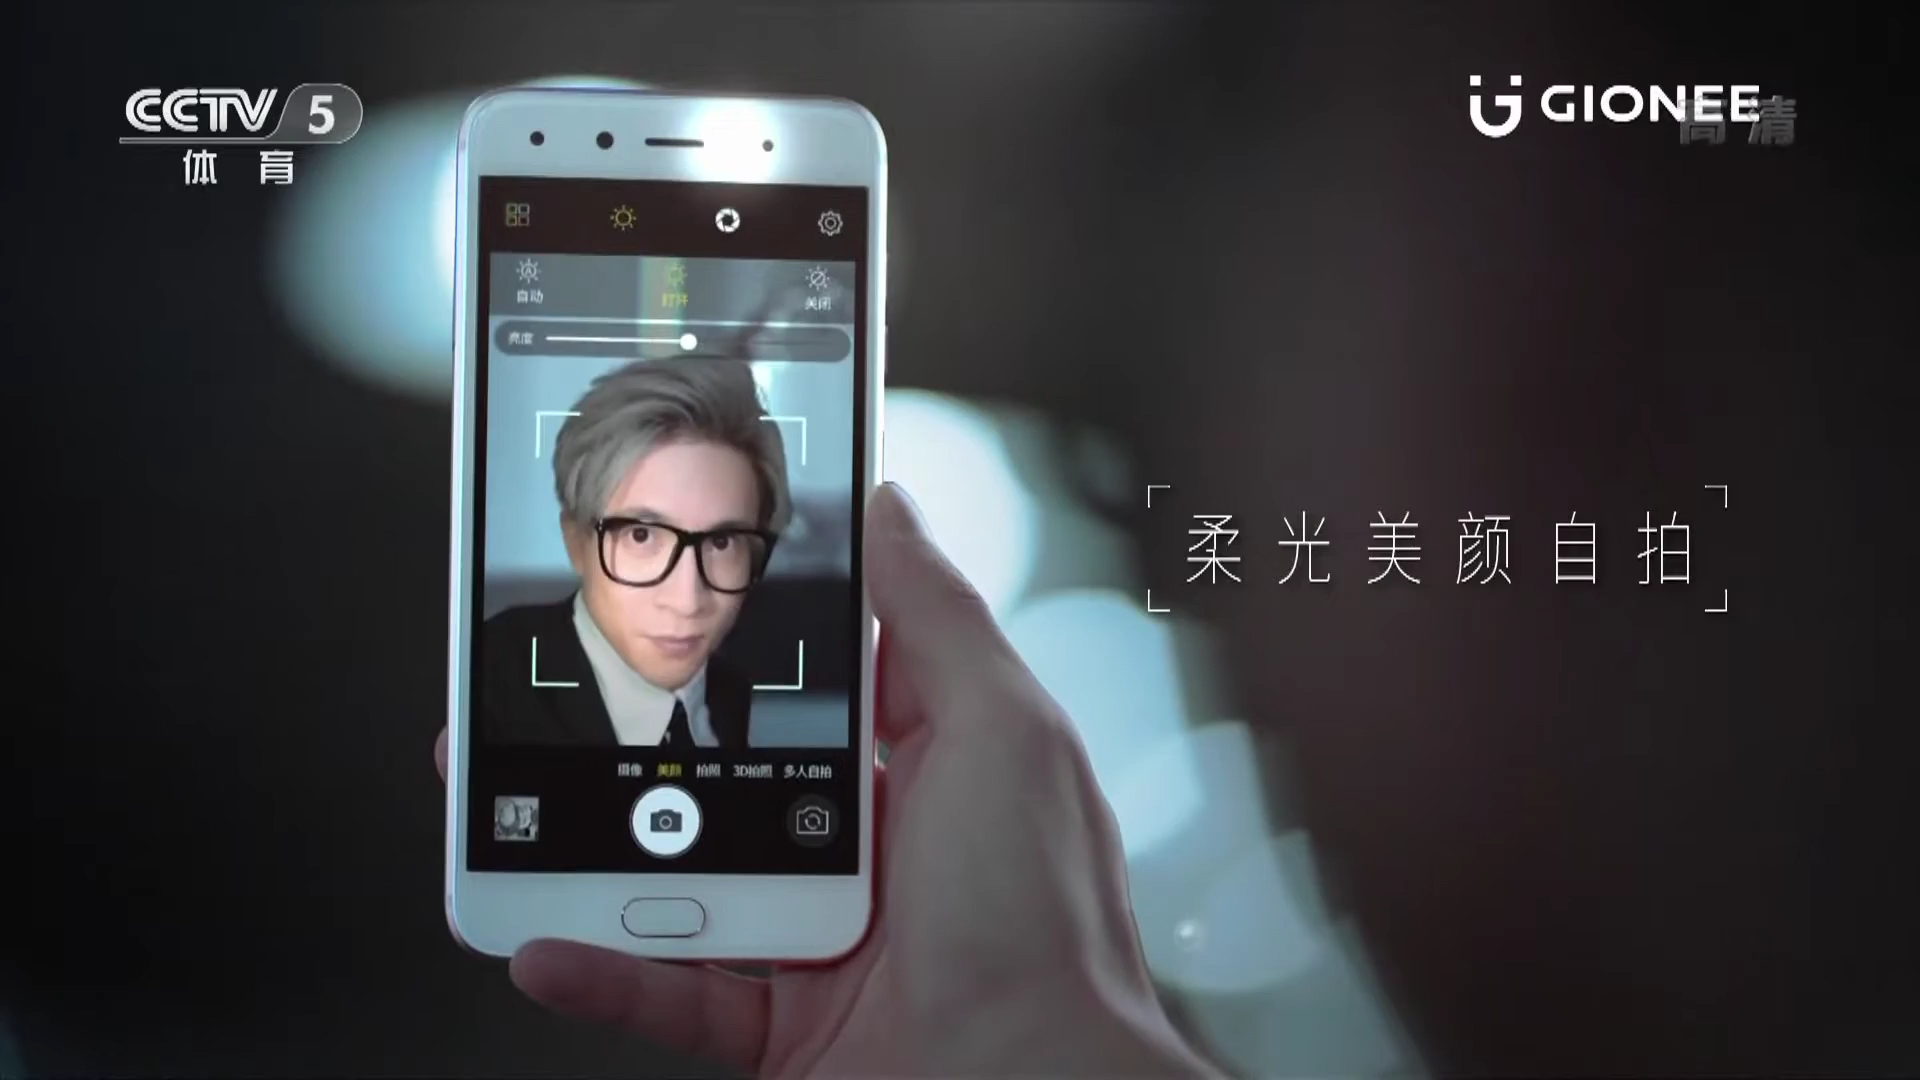 CCTV 5
体育
GIONEE
高清
自动 打开 关闭
亮度
柔光美颜自拍
摄像 美颜 拍照 3D拍照 多人自拍